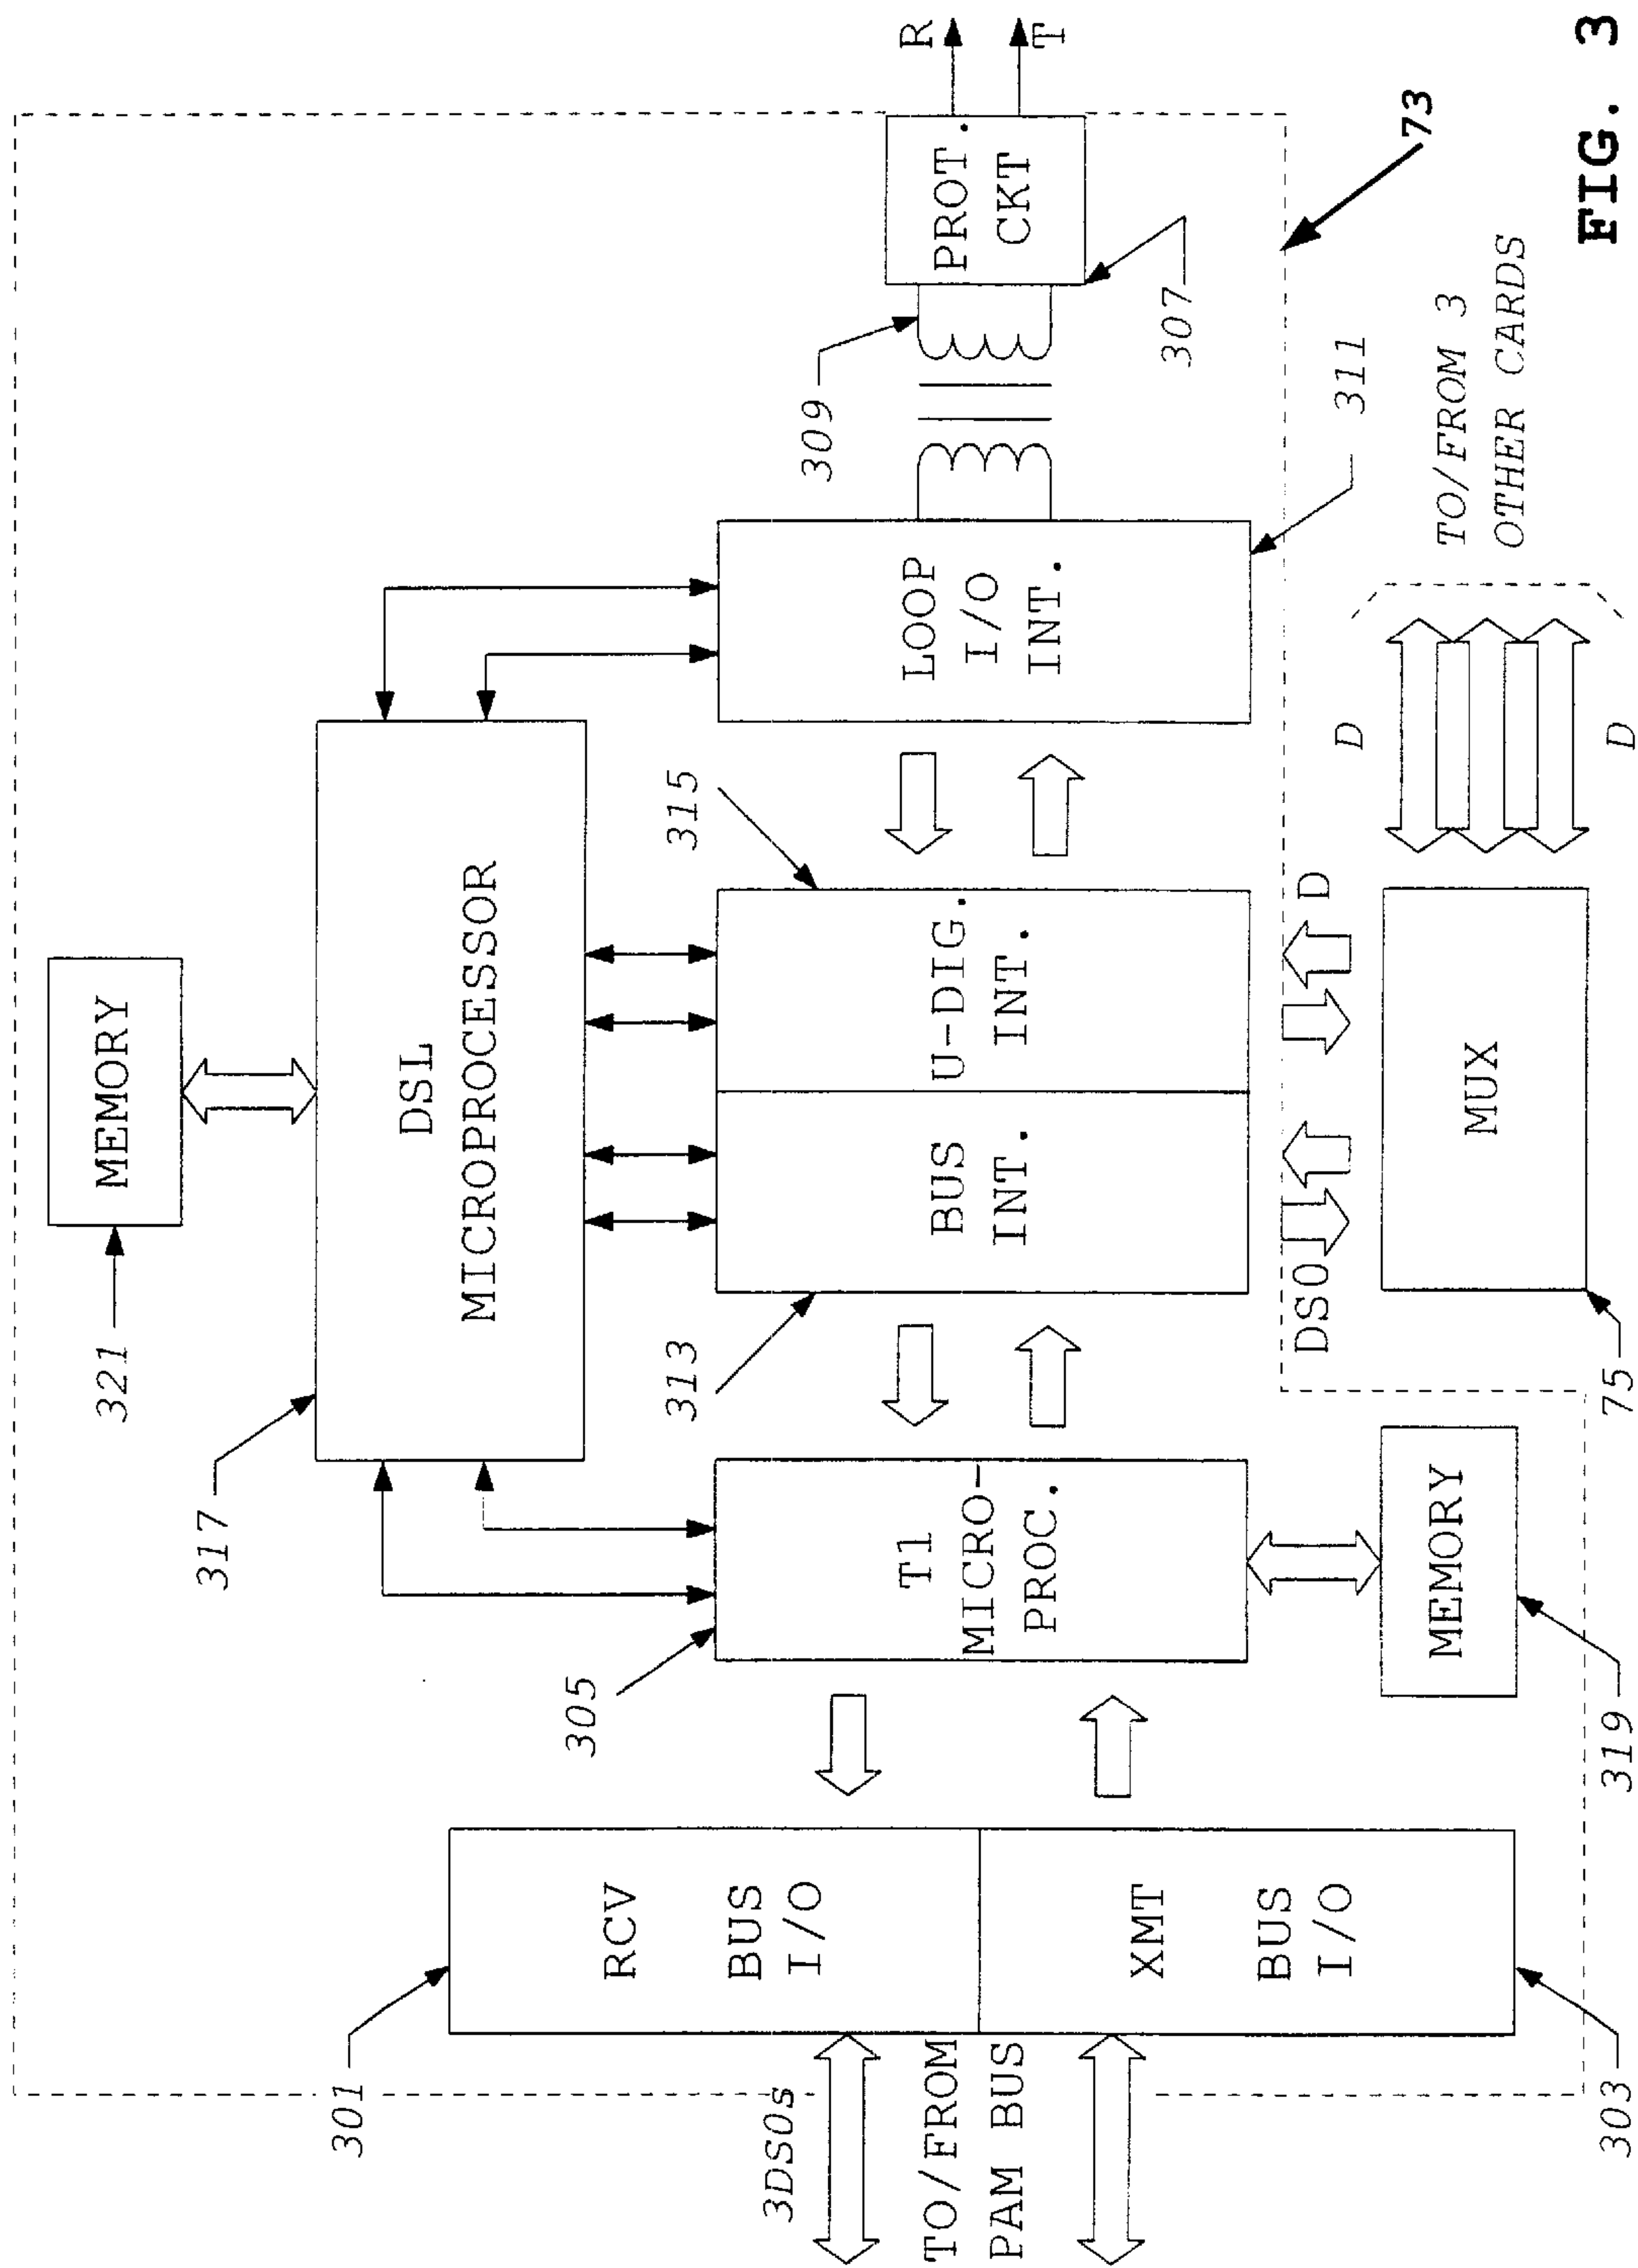 MEMORY
321
317
DSL
MICROPROCESSOR
301
RCV
BUS
I/O
XMT
BUS
I/O
303
3DS0s
TO/FROM
PAM BUS
305
T1
MICRO-
PROC.
MEMORY
319
313
BUS
INT.
315
U-DIG.
INT.
LOOP
I/O
INT.
311
309
PROT.
CKT
307
R
T
73
DS0
D
MUX
75
D
D
TO/FROM 3
OTHER CARDS
FIG. 3